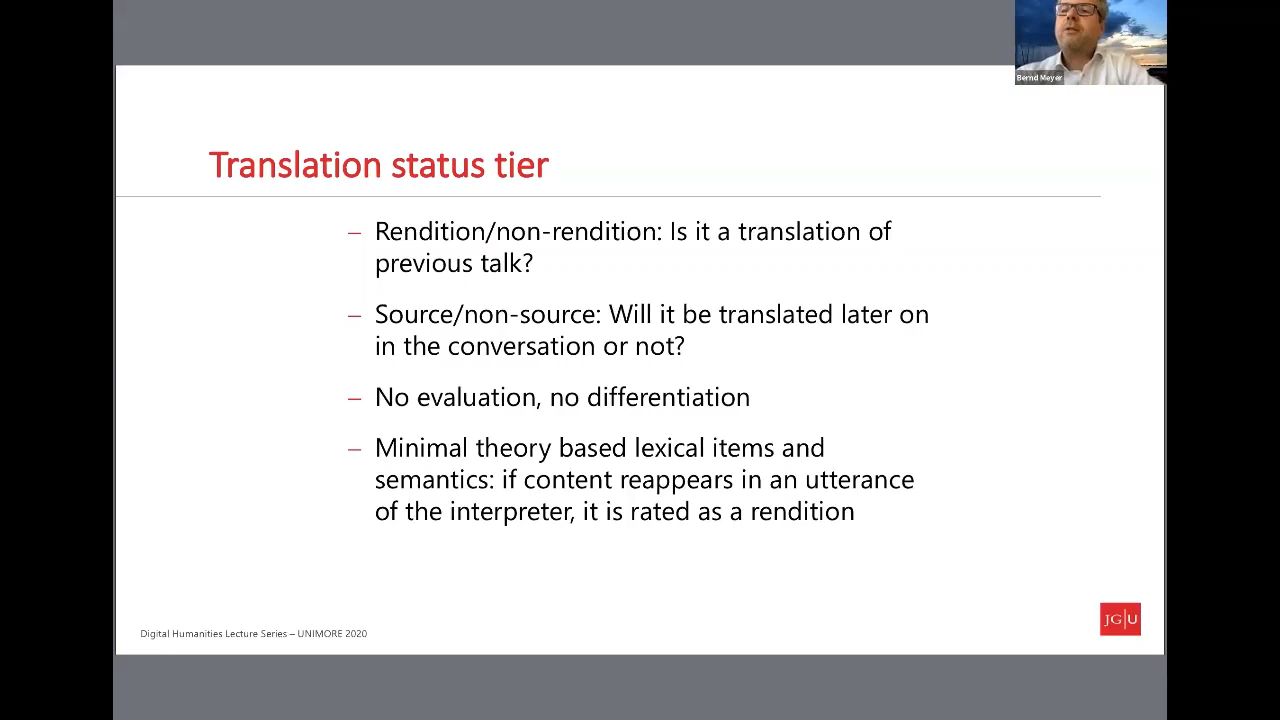 Bernd Meyer
Translation status tier
– Rendition/non-rendition: Is it a translation of
previous talk?
– Source/non-source: Will it be translated later on
in the conversation or not?
– No evaluation, no differentiation
– Minimal theory based lexical items and
semantics: if content reappears in an utterance
of the interpreter, it is rated as a rendition
Digital Humanities Lecture Series – UNIMORE 2020
JG|U